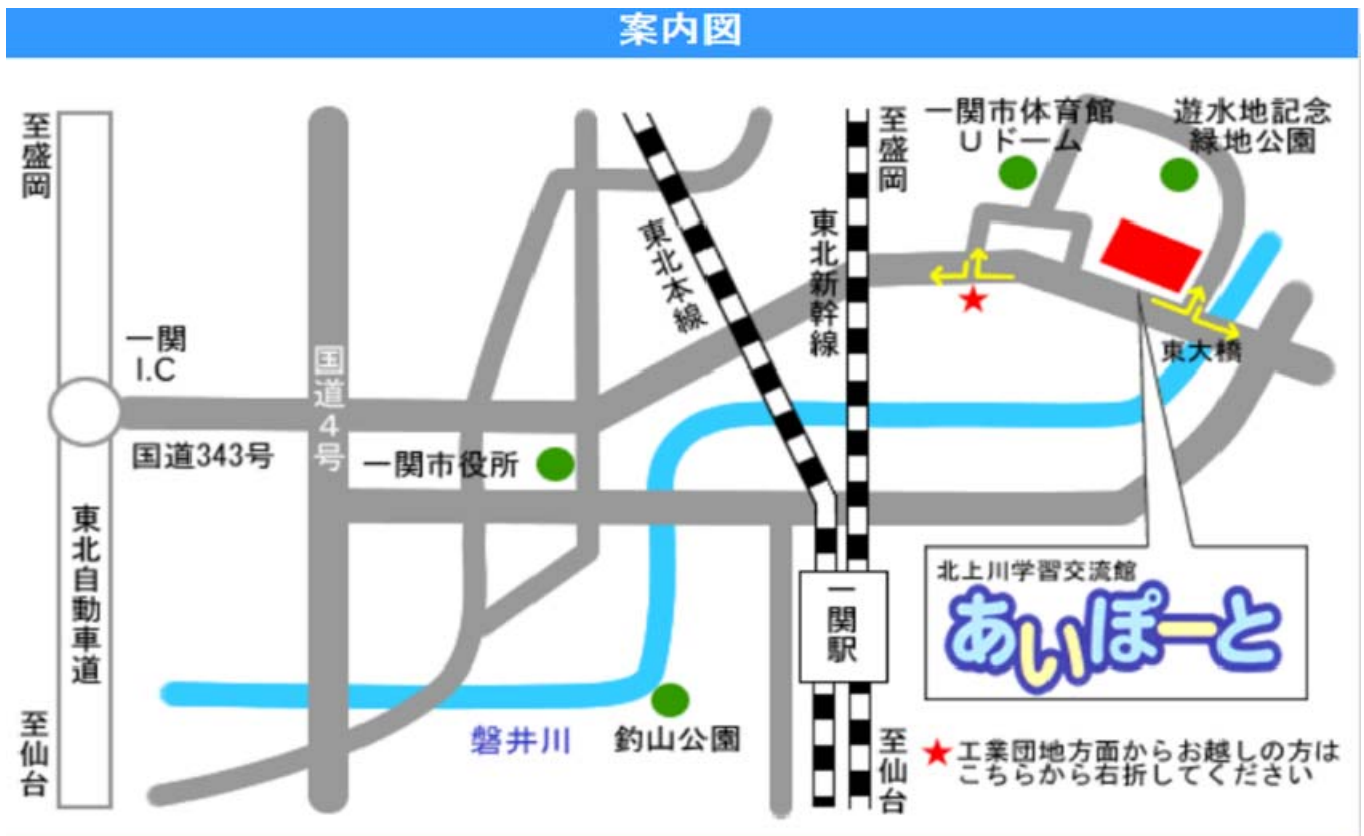 案内図
至盛岡
一関
I.C
国道343号
東北自動車道
至仙台
国道4号
一関市役所
東北本線
東北新幹線
至盛岡
一関市体育館
Uドーム
遊水地記念
緑地公園
★
東大橋
一関駅
北上川学習交流館
あいぽーと
磐井川
釣山公園
至仙台
★工業団地方面からお越しの方は
こちらから右折してください